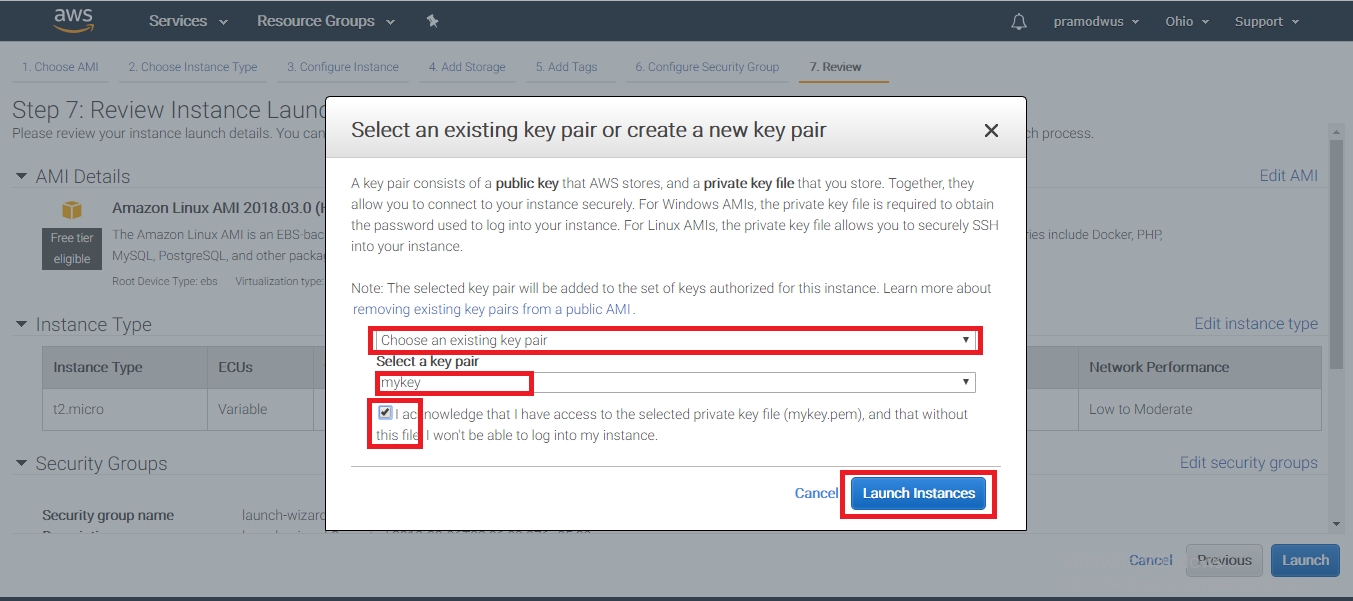 aws Services Resource Groups pramodwus Ohio Support
1. Choose AMI 2. Choose Instance Type 3. Configure Instance 4. Add Storage 5. Add Tags 6. Configure Security Group 7. Review
Step 7: Review Instance Laun
Please review your instance launch details. You can
ch process.
Select an existing key pair or create a new key pair
A key pair consists of a public key that AWS stores, and a private key file that you store. Together, they
allow you to connect to your instance securely. For Windows AMIs, the private key file is required to obtain
the password used to log into your instance. For Linux AMIs, the private key file allows you to securely SSH
into your instance.
Note: The selected key pair will be added to the set of keys authorized for this instance. Learn more about
removing existing key pairs from a public AMI.
Choose an existing key pair
Select a key pair
mykey
I acknowledge that I have access to the selected private key file (mykey.pem), and that without
this file, I won't be able to log into my instance.
Cancel Launch Instances
AMI Details Edit AMI
Amazon Linux AMI 2018.03.0 (H
Free tier
eligible
The Amazon Linux AMI is an EBS-bac
ries include Docker, PHP,
MySQL, PostgreSQL, and other packag
Root Device Type: ebs Virtualization type:
Instance Type Edit instance type
Instance Type ECUs Network Performance
t2.micro Variable Low to Moderate
Security Groups Edit security groups
Security group name launch-wizard
Cancel Previous Launch